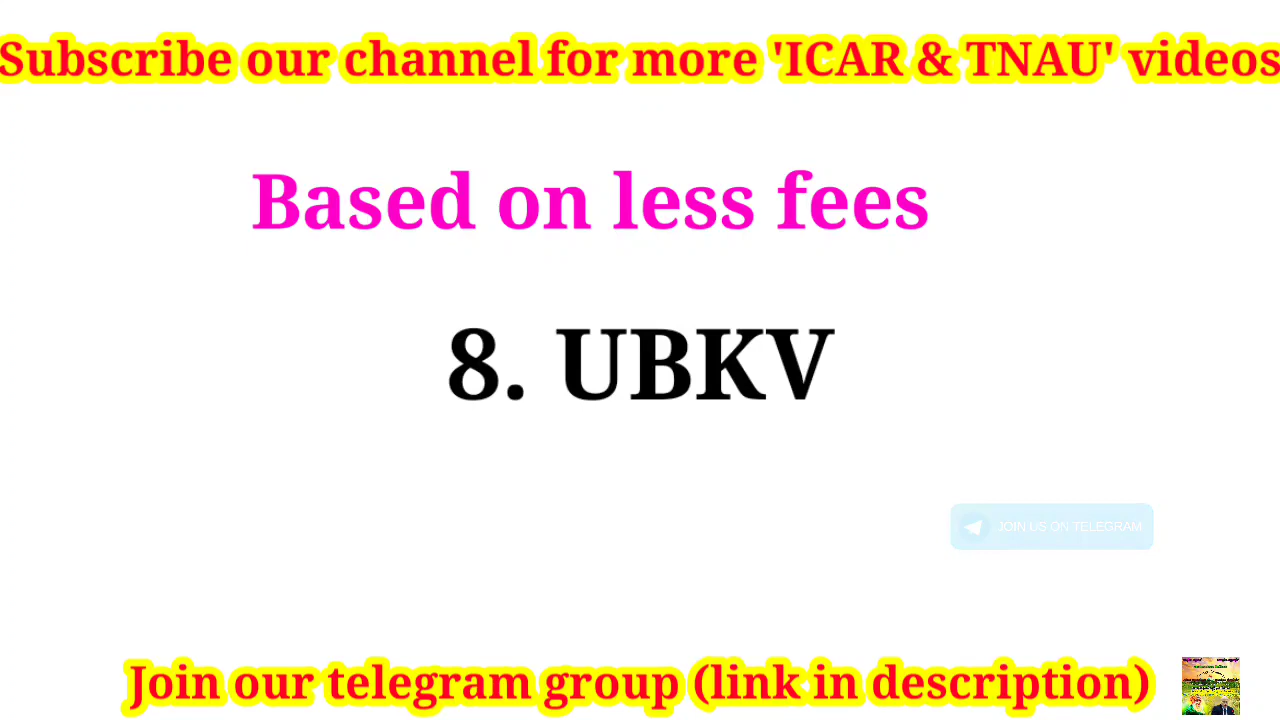 Subscribe our channel for more 'ICAR & TNAU' videos
Based on less fees
8. UBKV
JOIN US ON TELEGRAM
Join our telegram group (link in description)